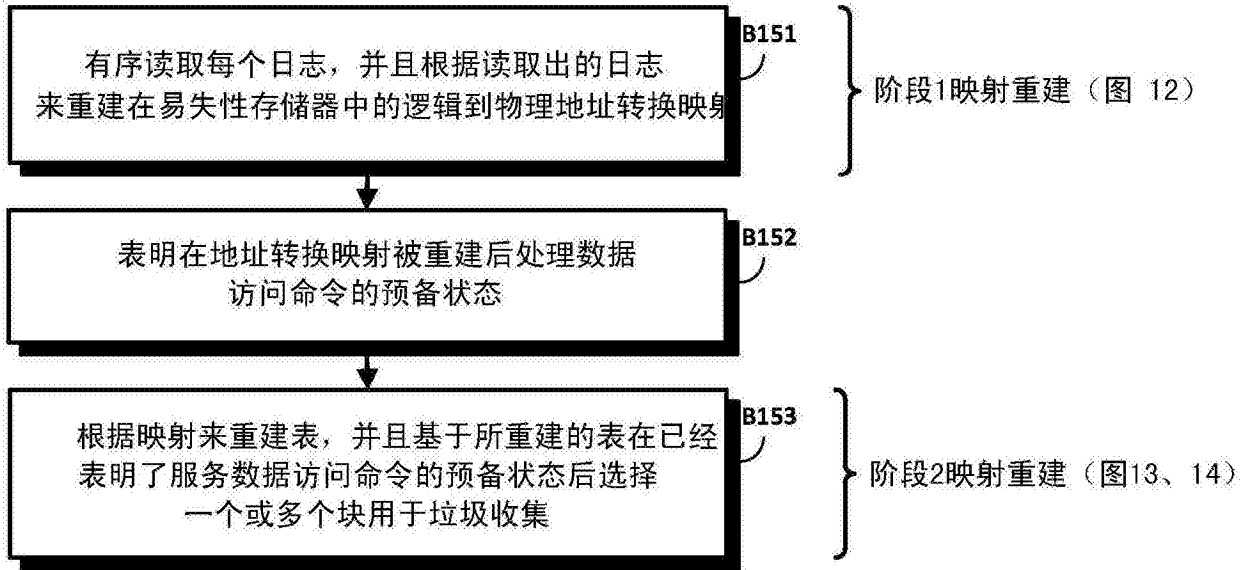 B151
有序读取每个日志，并且根据读取出的日志
来重建在易失性存储器中的逻辑到物理地址转换映射
阶段1映射重建（图 12）
B152
表明在地址转换映射被重建后处理数据
访问命令的预备状态
B153
根据映射来重建表，并且基于所重建的表在已经
表明了服务数据访问命令的预备状态后选择
一个或多个块用于垃圾收集
阶段2映射重建（图13、14）